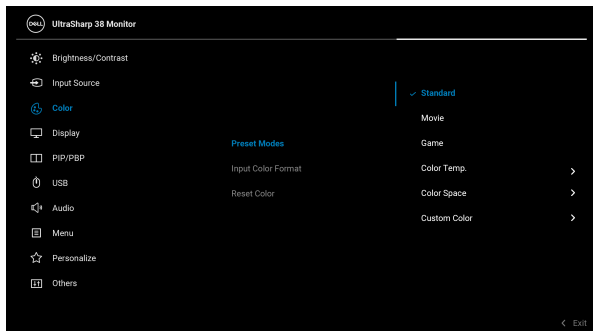 DELL UltraSharp 38 Monitor
Brightness/Contrast
Input Source
Color
Display
PIP/PBP
USB
Audio
Menu
Personalize
Others
Preset Modes
Input Color Format
Reset Color
Standard
Movie
Game
Color Temp.
Color Space
Custom Color
Exit